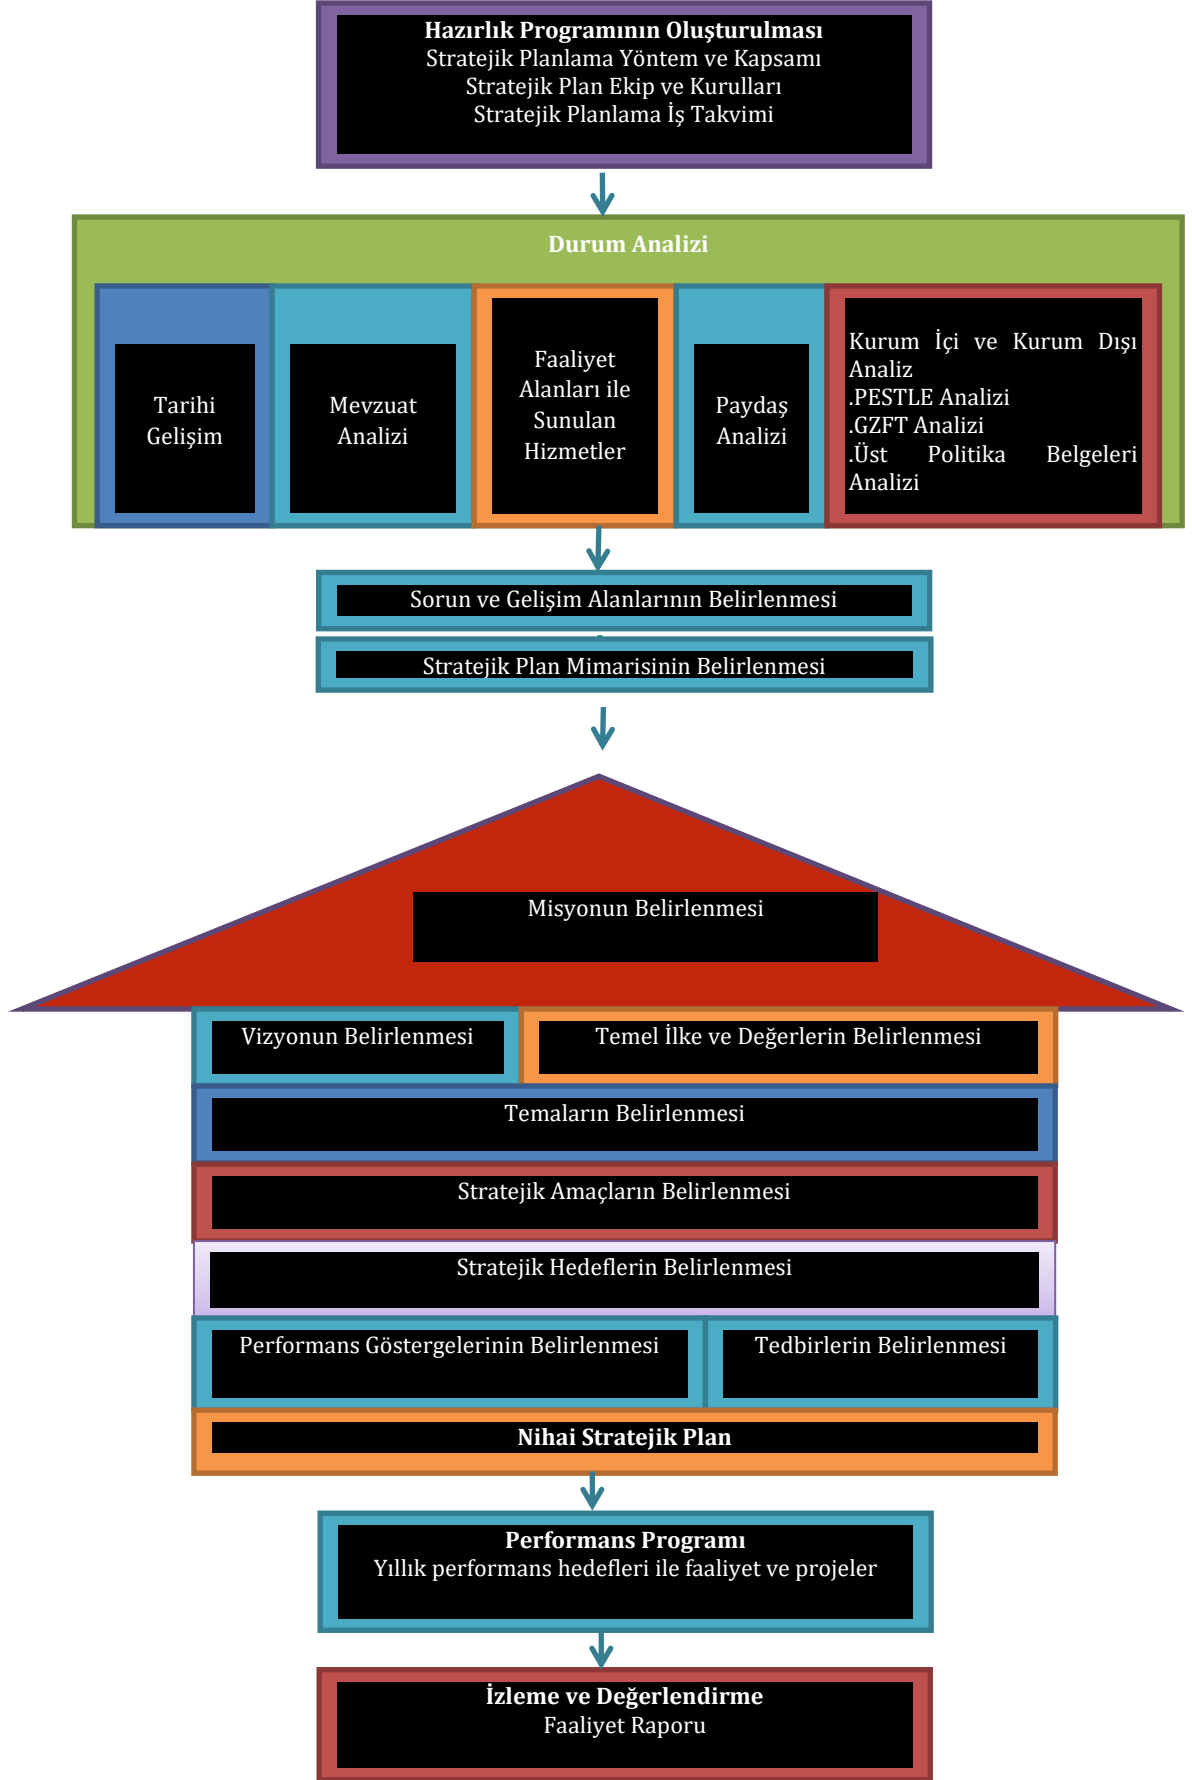 Hazırlık Programının Oluşturulması
Stratejik Planlama Yöntem ve Kapsamı
Stratejik Plan Ekip ve Kurulları
Stratejik Planlama İş Takvimi
Durum Analizi
Tarihi
Gelişim
Mevzuat
Analizi
Faaliyet
Alanları ile
Sunulan
Hizmetler
Paydaş
Analizi
Kurum İçi ve Kurum Dışı
Analiz
.PESTLE Analizi
.GZFT Analizi
.Üst Politika Belgeleri
Analizi
Sorun ve Gelişim Alanlarının Belirlenmesi
Stratejik Plan Mimarisinin Belirlenmesi
Misyonun Belirlenmesi
Vizyonun Belirlenmesi
Temel İlke ve Değerlerin Belirlenmesi
Temaların Belirlenmesi
Stratejik Amaçların Belirlenmesi
Stratejik Hedeflerin Belirlenmesi
Performans Göstergelerinin Belirlenmesi
Tedbirlerin Belirlenmesi
Nihai Stratejik Plan
Performans Programı
Yıllık performans hedefleri ile faaliyet ve projeler
İzleme ve Değerlendirme
Faaliyet Raporu